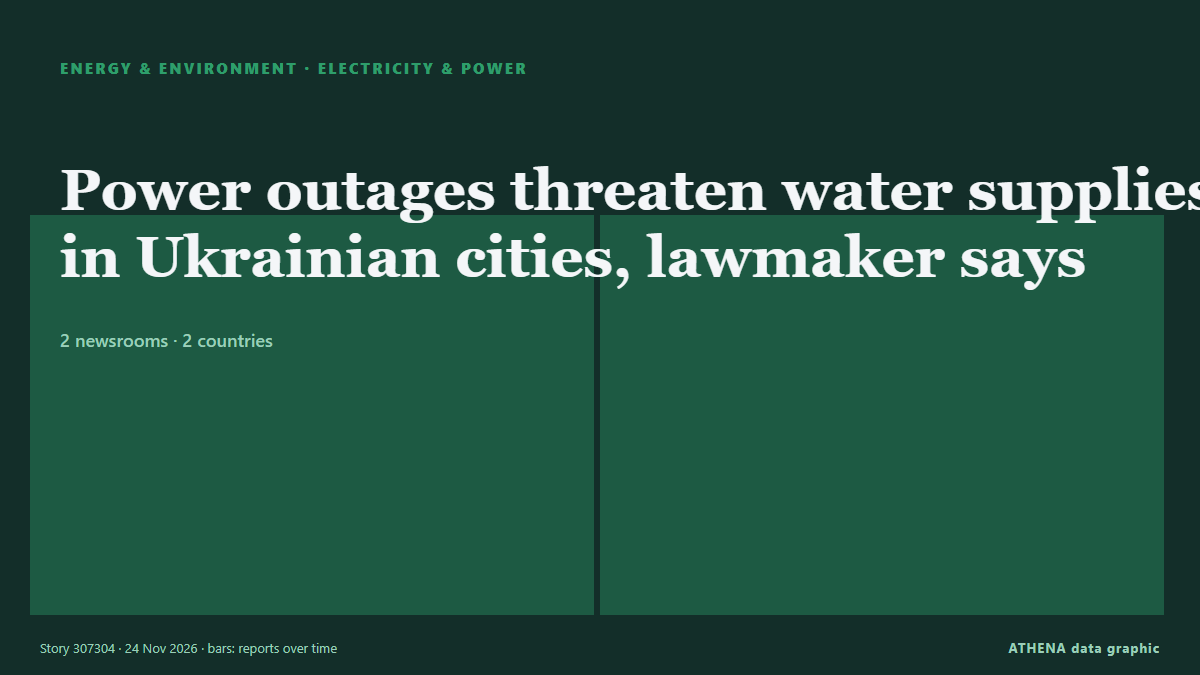 ENERGY & ENVIRONMENT · ELECTRICITY & POWER
Power outages threaten water supplies
in Ukrainian cities, lawmaker says
2 newsrooms · 2 countries
Story 307304 · 24 Nov 2026 · bars: reports over time
ATHENA data graphic